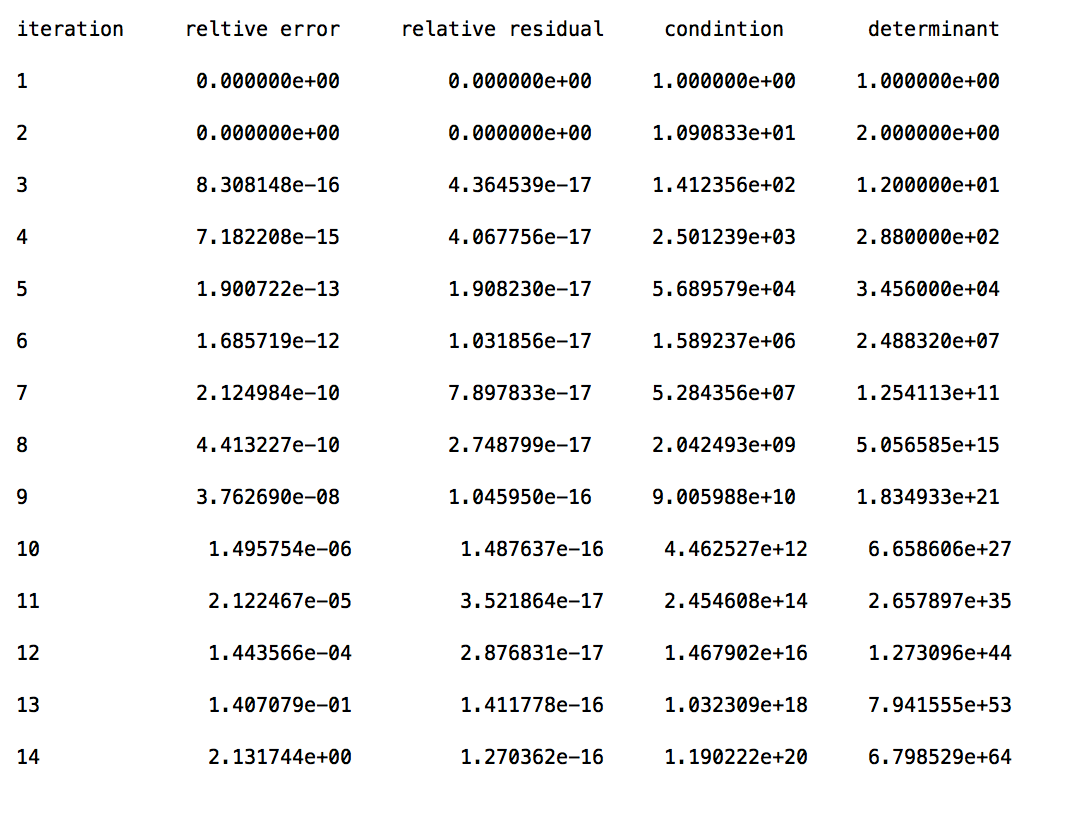 iteration reltive error relative residual condintion determinant
1 0.000000e+00 0.000000e+00 1.000000e+00 1.000000e+00
2 0.000000e+00 0.000000e+00 1.090833e+01 2.000000e+00
3 8.308148e-16 4.364539e-17 1.412356e+02 1.200000e+01
4 7.182208e-15 4.067756e-17 2.501239e+03 2.880000e+02
5 1.900722e-13 1.908230e-17 5.689579e+04 3.456000e+04
6 1.685719e-12 1.031856e-17 1.589237e+06 2.488320e+07
7 2.124984e-10 7.897833e-17 5.284356e+07 1.254113e+11
8 4.413227e-10 2.748799e-17 2.042493e+09 5.056585e+15
9 3.762690e-08 1.045950e-16 9.005988e+10 1.834933e+21
10 1.495754e-06 1.487637e-16 4.462527e+12 6.658606e+27
11 2.122467e-05 3.521864e-17 2.454608e+14 2.657897e+35
12 1.443566e-04 2.876831e-17 1.467902e+16 1.273096e+44
13 1.407079e-01 1.411778e-16 1.032309e+18 7.941555e+53
14 2.131744e+00 1.270362e-16 1.190222e+20 6.798529e+64